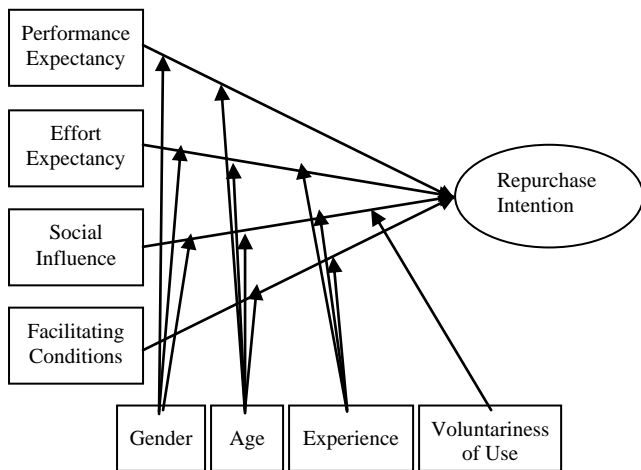 Performance
Expectancy
Effort
Expectancy
Repurchase
Intention
Social
Influence
Facilitating
Conditions
Gender
Age
Experience
Voluntariness
of Use